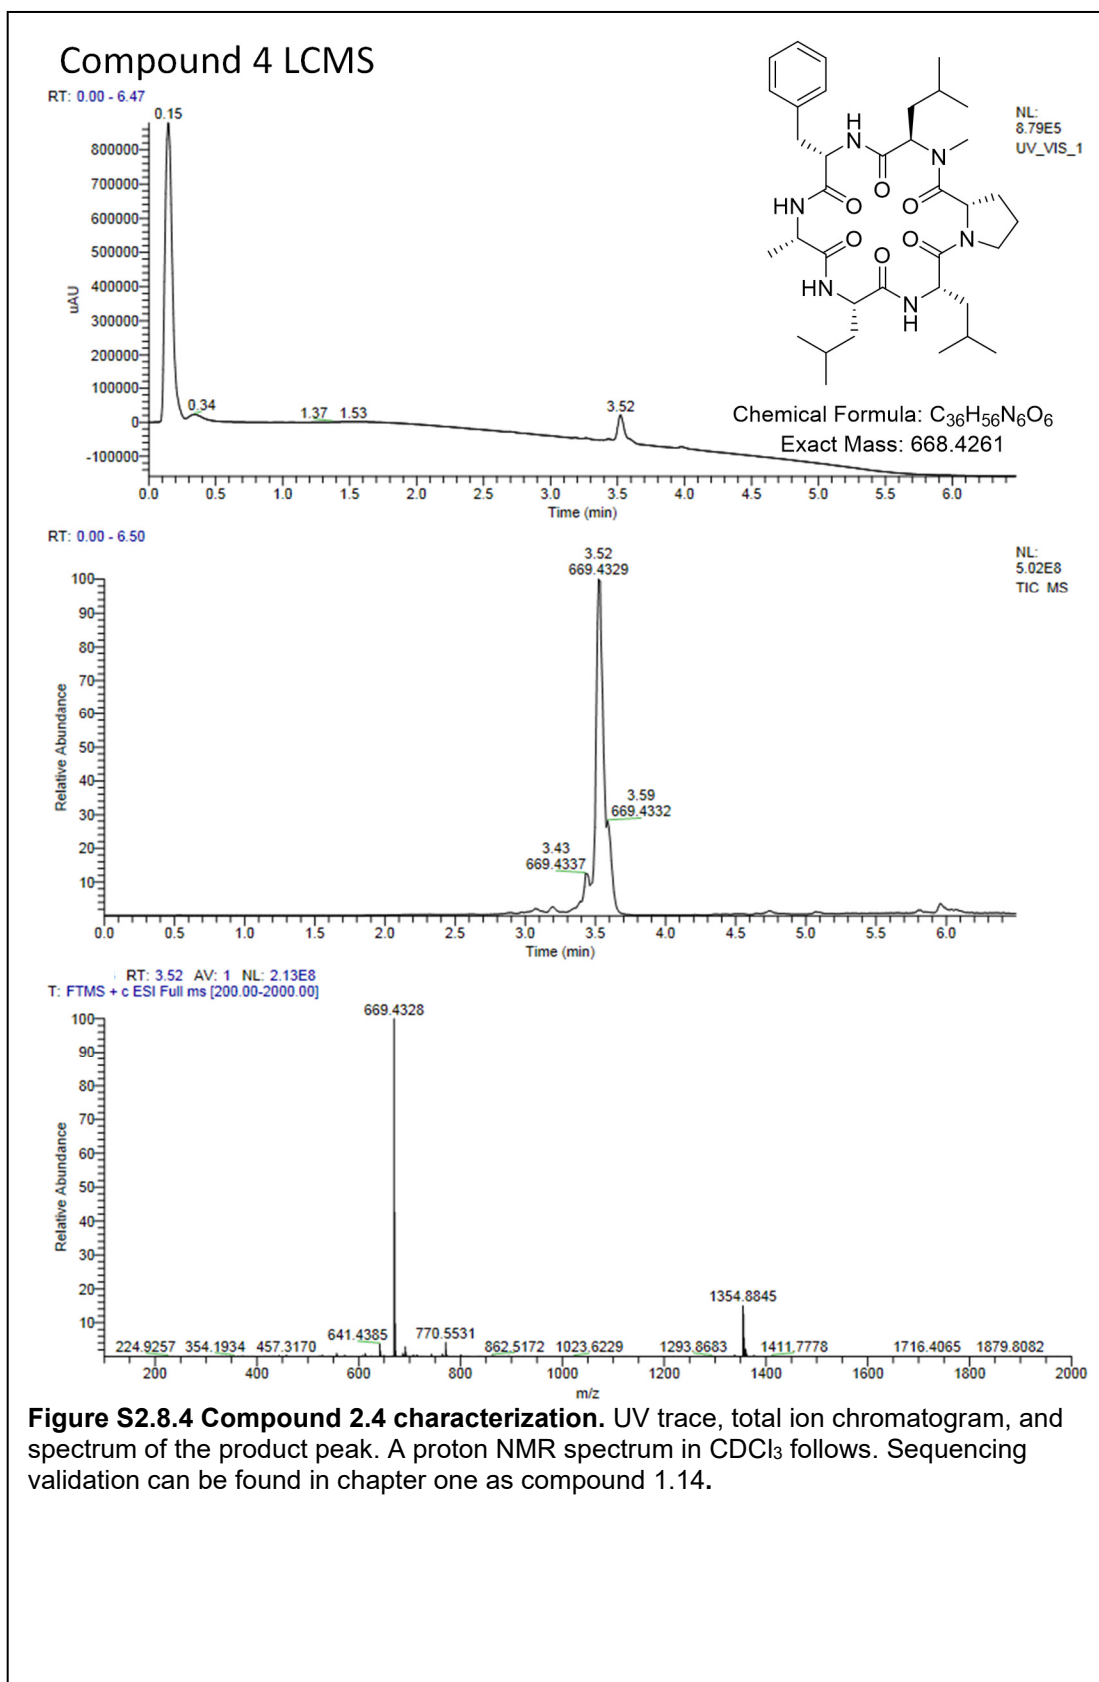 Compound 4 LCMS
RT: 0.00 - 6.47
NL:
8.79E5
UV_VIS_1
0.15
0.34
1.37 1.53
3.52
800000
700000
600000
500000
400000
300000
200000
100000
0
-100000
uAU
0.0 0.5 1.0 1.5 2.0 2.5 3.0 3.5 4.0 4.5 5.0 5.5 6.0
Time (min)
H
N
O
N
O
HN
O
O
N
O
O
HN
N
H
Chemical Formula: C₃₆H₅₆N₆O₆
Exact Mass: 668.4261
RT: 0.00 - 6.50
NL:
5.02E8
TIC MS
3.52
669.4329
3.59
669.4332
3.43
669.4337
100
90
80
70
60
50
40
30
20
10
Relative Abundance
0.0 0.5 1.0 1.5 2.0 2.5 3.0 3.5 4.0 4.5 5.0 5.5 6.0
Time (min)
RT: 3.52 AV: 1 NL: 2.13E8
T: FTMS + c ESI Full ms [200.00-2000.00]
669.4328
1354.8845
224.9257 354.1934 457.3170 641.4385 770.5531 862.5172 1023.6229 1293.8683 1411.7778 1716.4065 1879.8082
100
90
80
70
60
50
40
30
20
10
Relative Abundance
200 400 600 800 1000 1200 1400 1600 1800 2000
m/z
Figure S2.8.4 Compound 2.4 characterization. UV trace, total ion chromatogram, and
spectrum of the product peak. A proton NMR spectrum in CDCl₃ follows. Sequencing
validation can be found in chapter one as compound 1.14.